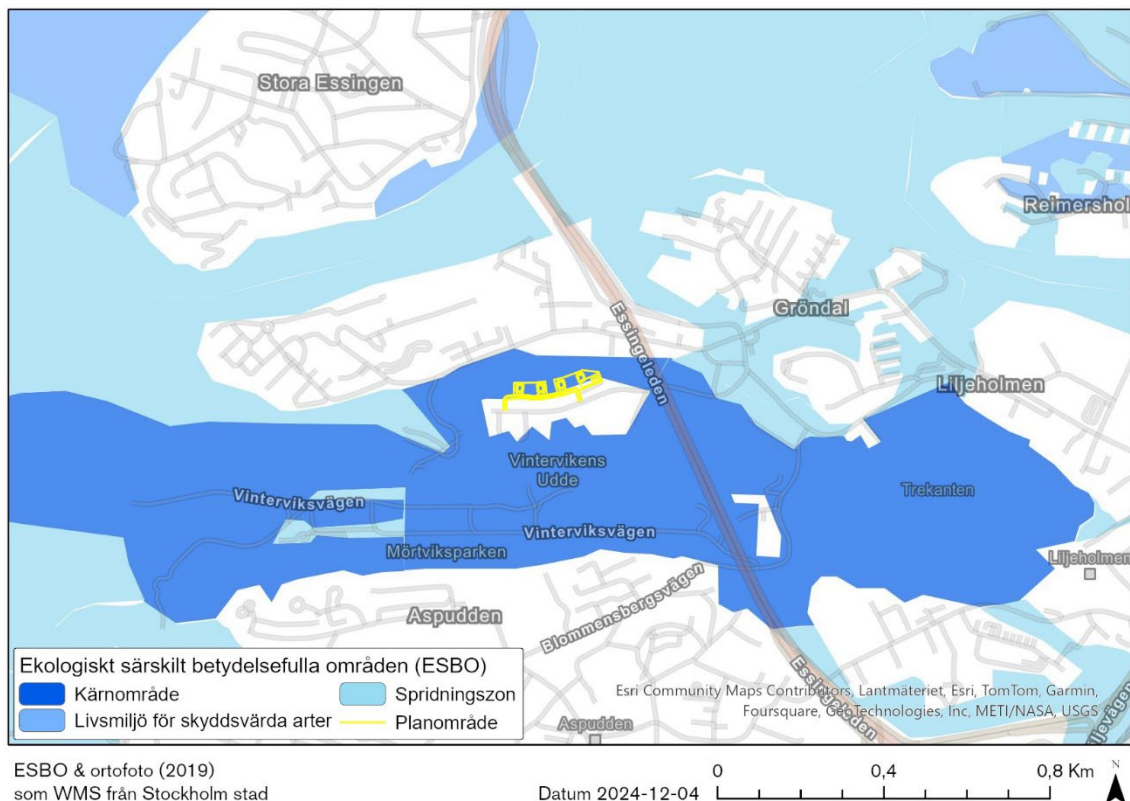 Stora Essingen
Reimershol
Essingeleden
Gröndal
Liljeholmen
Vintervikens
Udde
Trekanten
Vinterviksvägen
Vinterviksvägen
Mörtviksparken
Liljeholmen
Aspudden
Blommensbergsvägen
Essingeleden
Aspudden
Liljevägen
Ekologiskt särskilt betydelsefulla områden (ESBO)
Kärnområde
Spridningszon
Livsmiljö för skyddsvärda arter
Planområde
Esri Community Maps Contributors, Lantmäteriet, Esri, TomTom, Garmin,
Foursquare, GeoTechnologies, Inc, METI/NASA, USGS
ESBO & ortofoto (2019)
som WMS från Stockholm stad
Datum 2024-12-04
0
0,4
0,8 Km
N